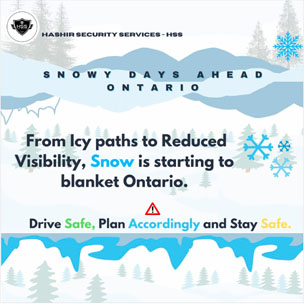 HSS
HASHIR SECURITY SERVICES - HSS
SNOWY DAYS AHEAD
ONTARIO
From Icy paths to Reduced
Visibility, Snow is starting to
blanket Ontario.
Drive Safe, Plan Accordingly and Stay Safe.